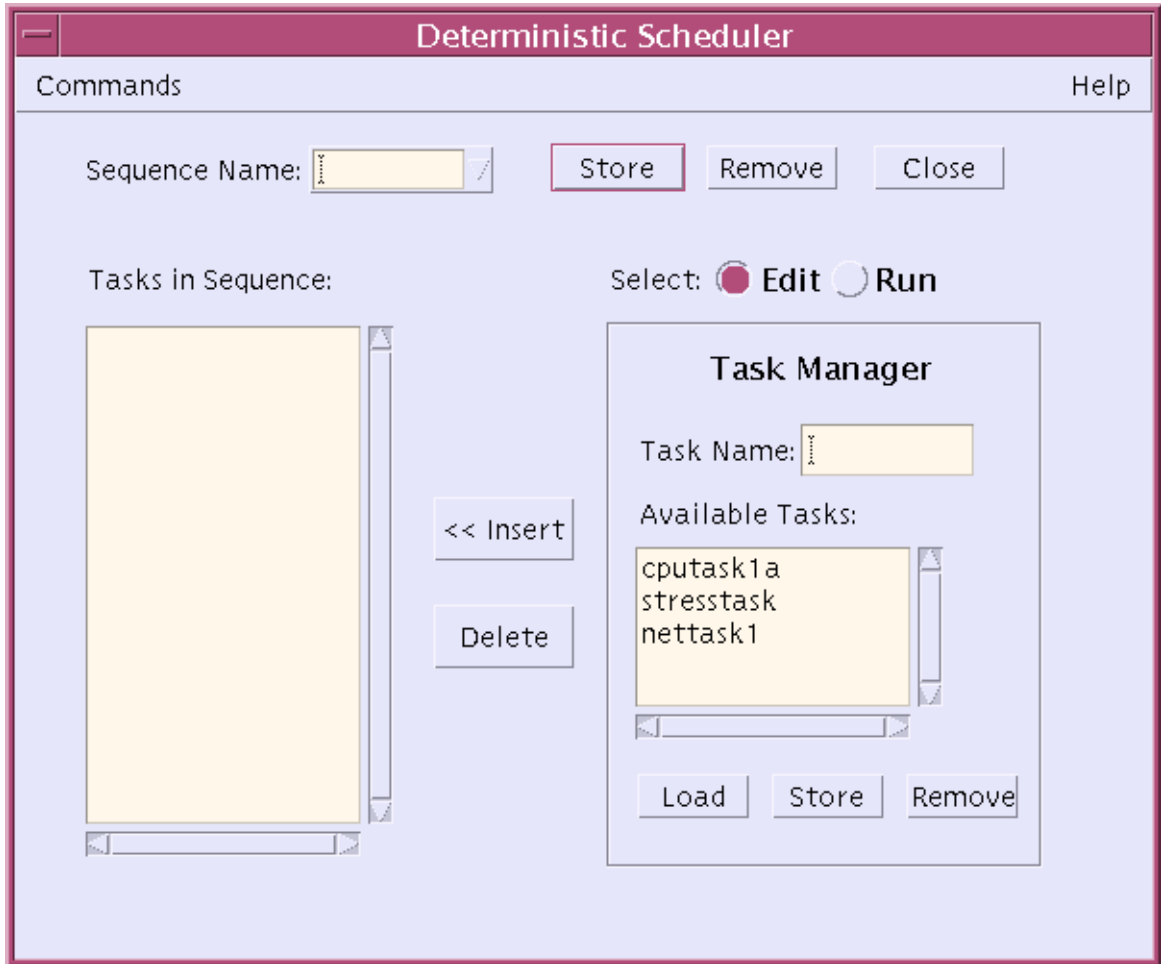 Deterministic Scheduler
Commands Help
Sequence Name: Store Remove Close
Tasks in Sequence: Select: Edit Run
Task Manager
Task Name:
Available Tasks:
cputask1a
stresstask
nettask1
<< Insert
Delete
Load Store Remove